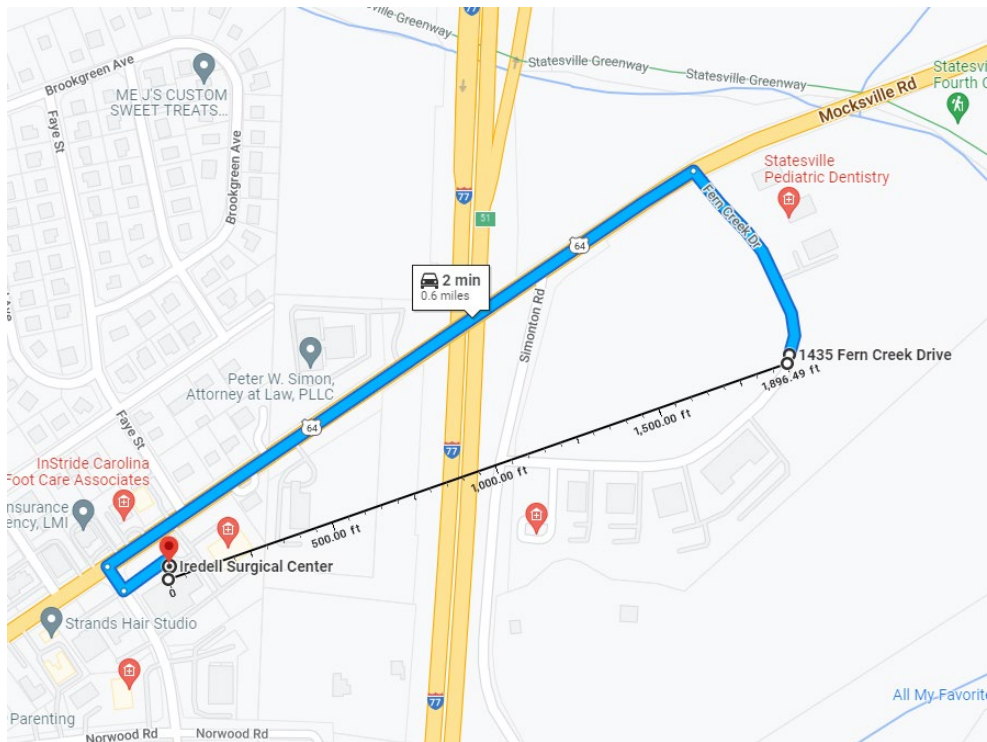 77
Statesville Greenway
Brookgreen Ave
Statesville Greenway
Statesville Greenway
ME J'S CUSTOM
SWEET TREATS...
Mocksville Rd
Statesvi
Fourth C
Faye St
Brookgreen Ave
77
Statesville
Pediatric Dentistry
Fern Creek Dr
51
64
2 min
0.6 miles
Simonton Rd
1435 Fern Creek Drive
Peter W. Simon,
Attorney at Law, PLLC
1,896.49 ft
1,500.00 ft
Faye St
64
77
1,000.00 ft
InStride Carolina
Foot Care Associates
nsurance
ency, LMI
500.00 ft
Iredell Surgical Center
0
Strands Hair Studio
77
All My Favorite
Parenting
Norwood Rd
Norwood Rd